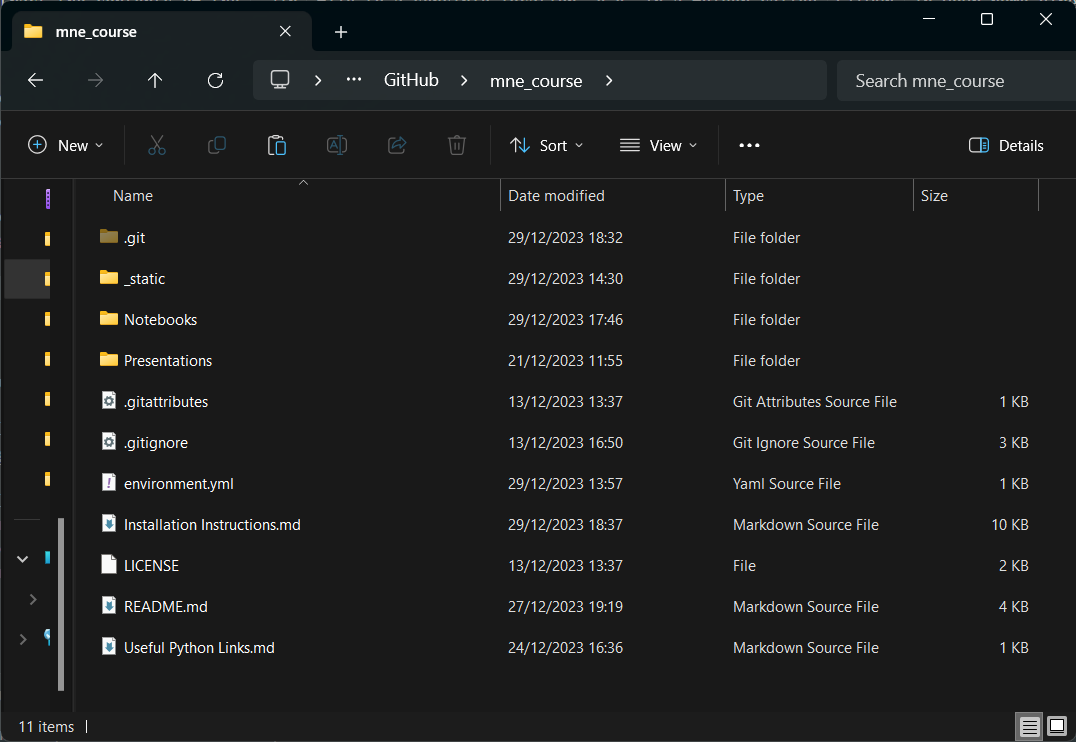 mne_course
GitHub mne_course Search mne_course
New Sort View Details
Name Date modified Type Size
.git 29/12/2023 18:32 File folder
_static 29/12/2023 14:30 File folder
Notebooks 29/12/2023 17:46 File folder
Presentations 21/12/2023 11:55 File folder
.gitattributes 13/12/2023 13:37 Git Attributes Source File 1 KB
.gitignore 13/12/2023 16:50 Git Ignore Source File 3 KB
environment.yml 29/12/2023 13:57 Yaml Source File 1 KB
Installation Instructions.md 29/12/2023 18:37 Markdown Source File 10 KB
LICENSE 13/12/2023 13:37 File 2 KB
README.md 27/12/2023 19:19 Markdown Source File 4 KB
Useful Python Links.md 24/12/2023 16:36 Markdown Source File 1 KB
11 items